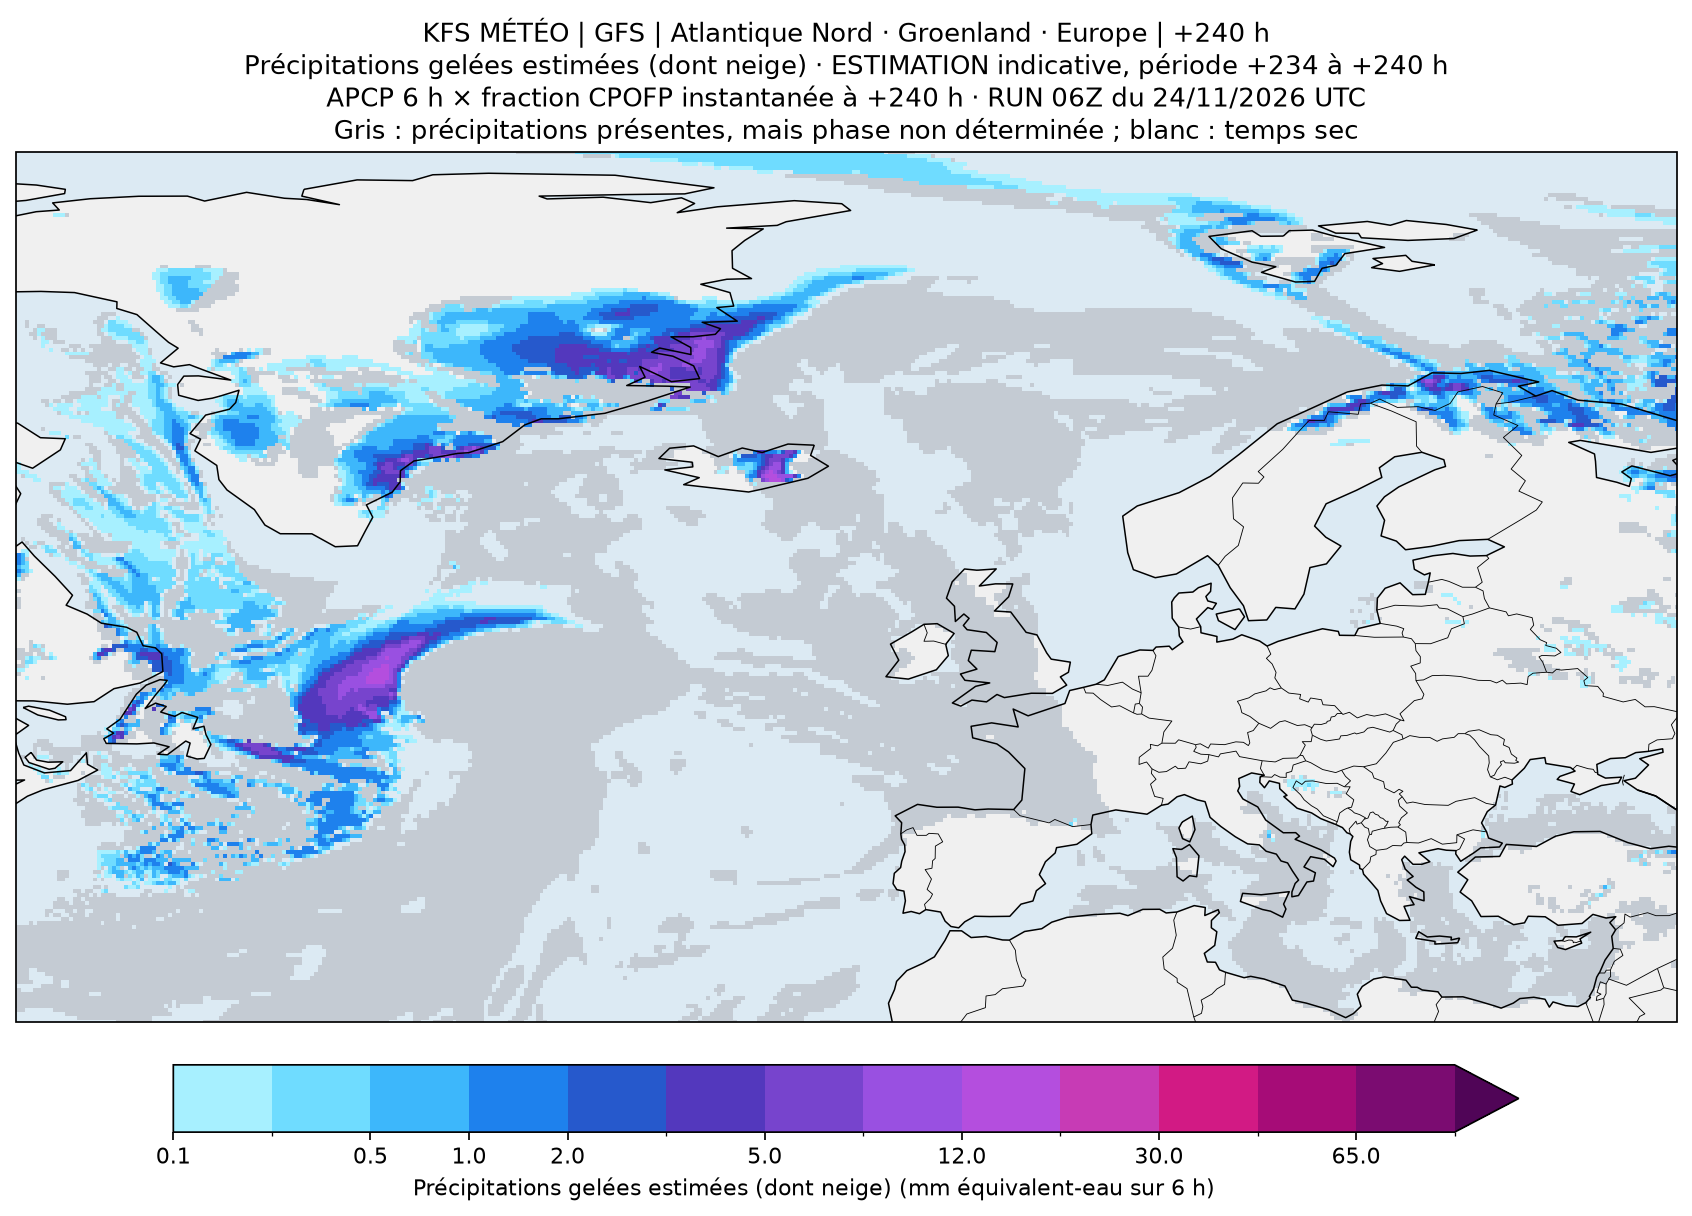 KFS MÉTÉO | GFS | Atlantique Nord · Groenland · Europe | +240 h
Précipitations gelées estimées (dont neige) · ESTIMATION indicative, période +234 à +240 h
APCP 6 h × fraction CPOFP instantanée à +240 h · RUN 06Z du 24/11/2026 UTC
Gris : précipitations présentes, mais phase non déterminée ; blanc : temps sec
0.1 0.5 1.0 2.0 5.0 12.0 30.0 65.0
Précipitations gelées estimées (dont neige) (mm équivalent-eau sur 6 h)